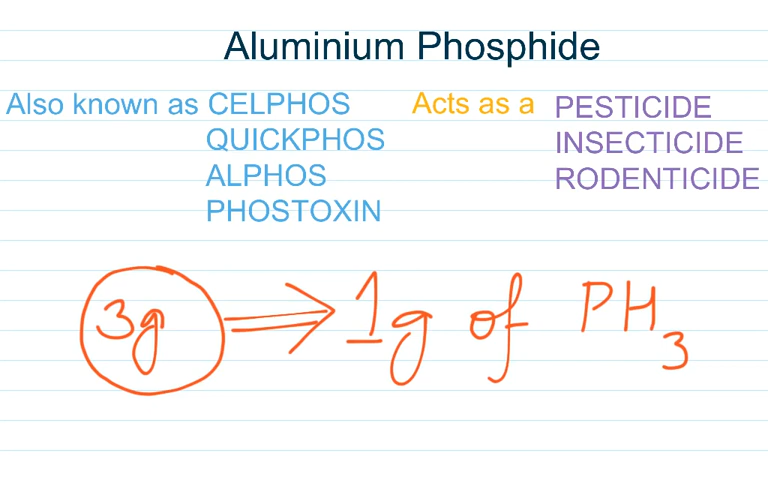 Aluminium Phosphide
Also known as CELPHOS Acts as a PESTICIDE
QUICKPHOS INSECTICIDE
ALPHOS RODENTICIDE
PHOSTOXIN
3g ⇒ 1g of PH₃